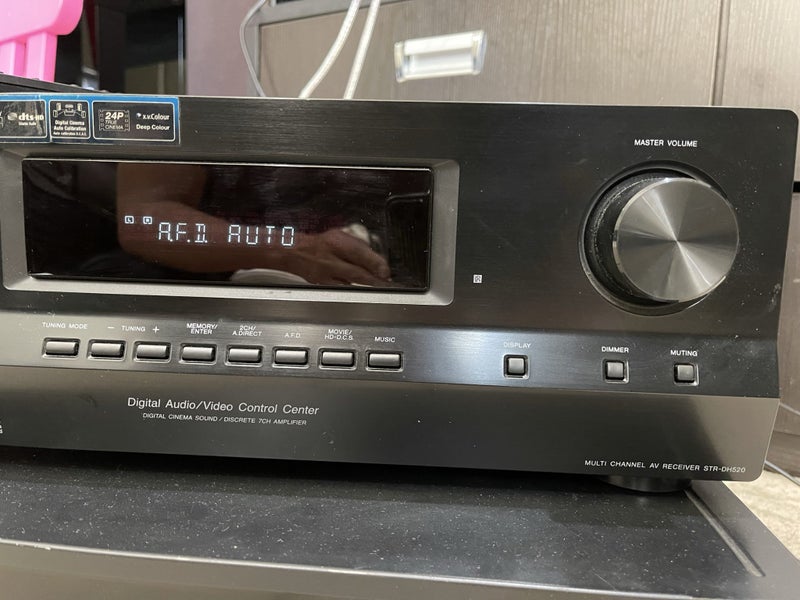 dts-HD
Digital Cinema
Auto Calibration
24P
TRUE
CINEMA
x.v.Colour
Deep Colour
MASTER VOLUME
L R
A.F.D. AUTO
TUNING MODE
– TUNING +
MEMORY/
ENTER
2CH/
A.DIRECT
A.F.D.
MOVIE/
HD-D.C.S.
MUSIC
DISPLAY
DIMMER
MUTING
Digital Audio/Video Control Center
DIGITAL CINEMA SOUND / DISCRETE 7CH AMPLIFIER
MULTI CHANNEL AV RECEIVER STR-DH520